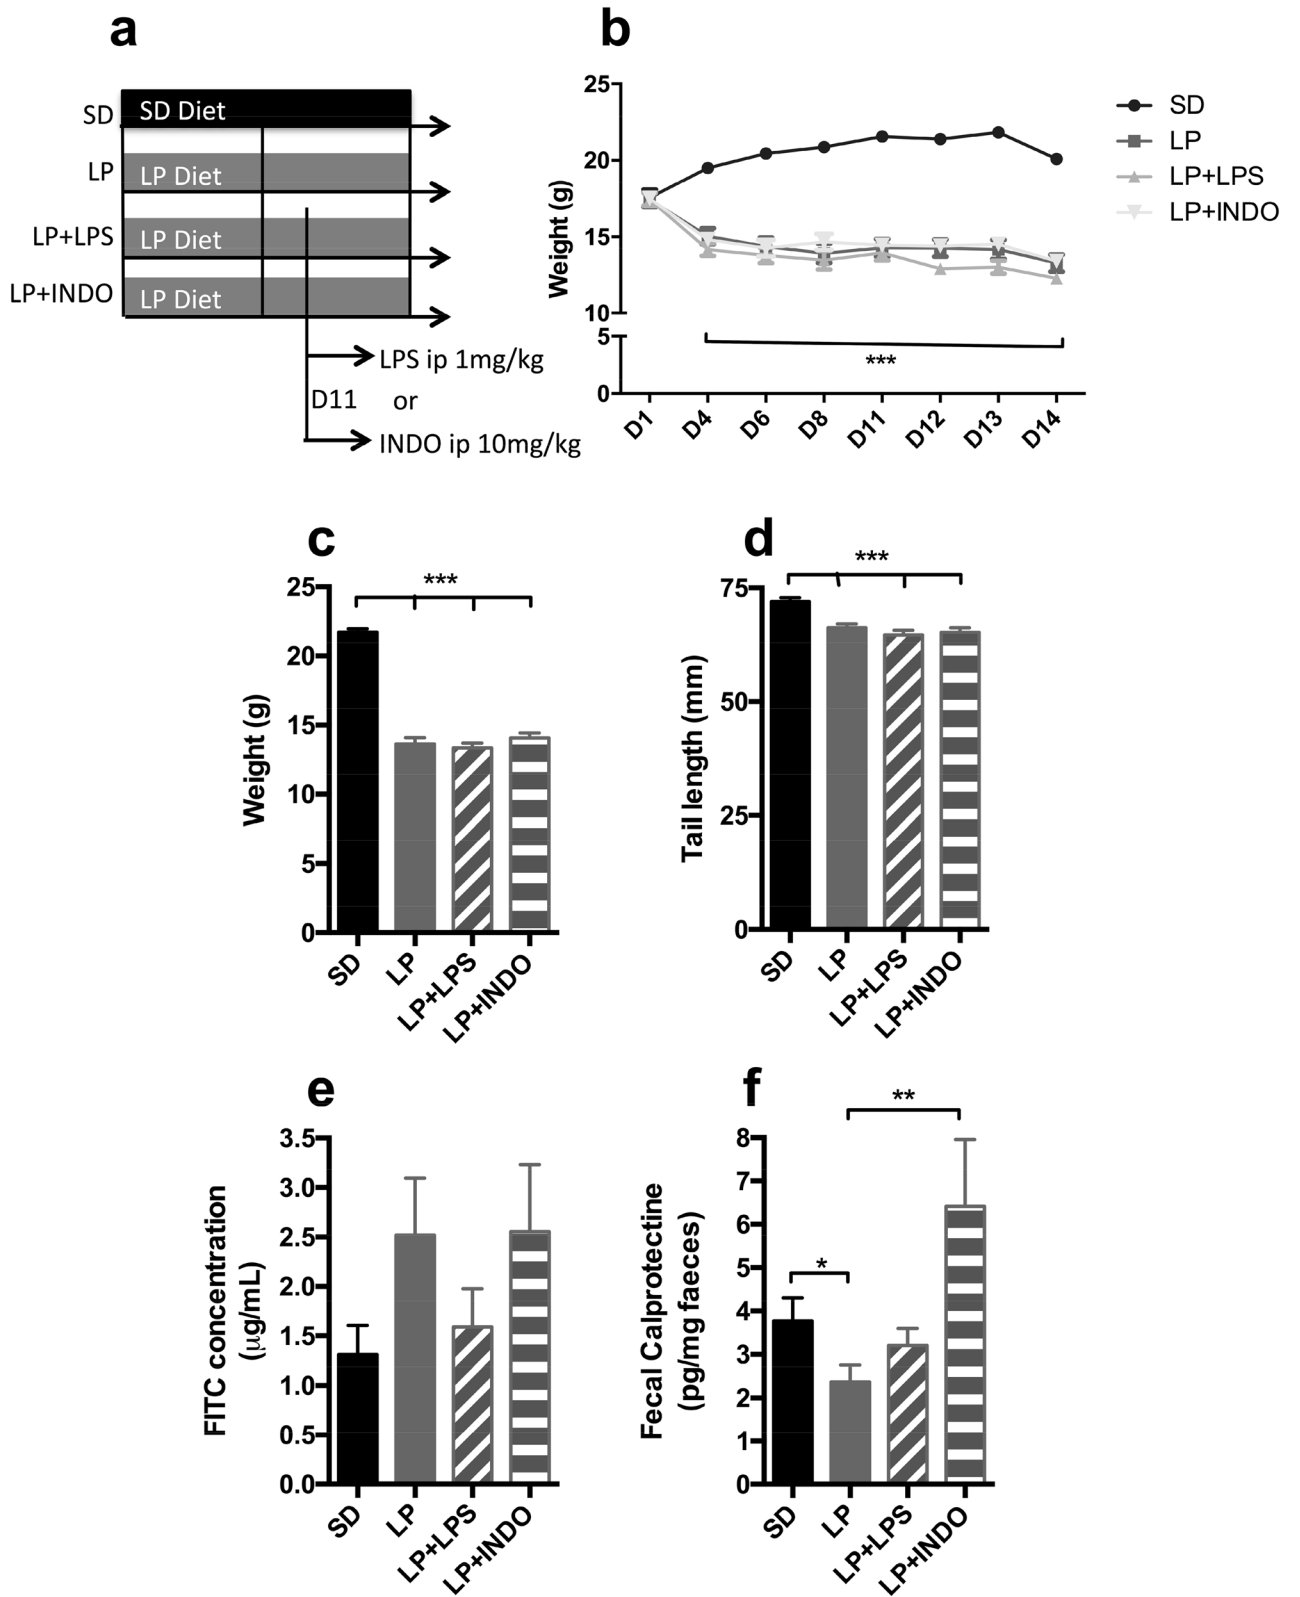 a
SD
SD Diet
LP
LP Diet
LP+LPS
LP Diet
LP+INDO
LP Diet
LPS ip 1mg/kg
D11 or
INDO ip 10mg/kg
b
25
20
15
10
5
0
Weight (g)
***
D1
D4
D6
D8
D11
D12
D13
D14
SD
LP
LP+LPS
LP+INDO
c
***
25
20
15
10
5
0
Weight (g)
SD
LP
LP+LPS
LP+INDO
d
***
75
50
25
0
Tail length (mm)
SD
LP
LP+LPS
LP+INDO
e
3.5
3.0
2.5
2.0
1.5
1.0
0.5
0.0
FITC concentration
(µg/mL)
SD
LP
LP+LPS
LP+INDO
f
**
*
8
7
6
5
4
3
2
1
0
Fecal Calprotectine
(pg/mg faeces)
SD
LP
LP+LPS
LP+INDO